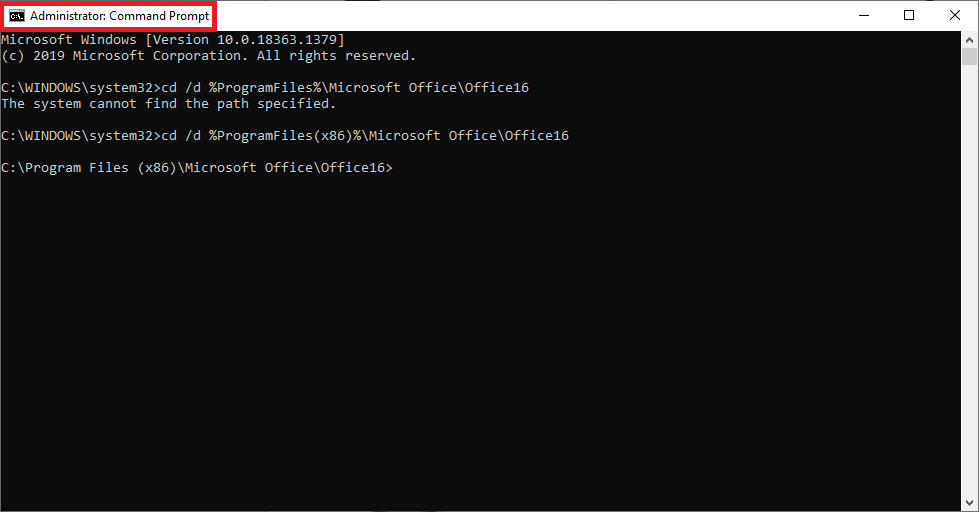 Administrator: Command Prompt
Microsoft Windows [Version 10.0.18363.1379]
(c) 2019 Microsoft Corporation. All rights reserved.
C:\WINDOWS\system32>cd /d %ProgramFiles%\Microsoft Office\Office16
The system cannot find the path specified.
C:\WINDOWS\system32>cd /d %ProgramFiles(x86)%\Microsoft Office\Office16
C:\Program Files (x86)\Microsoft Office\Office16>